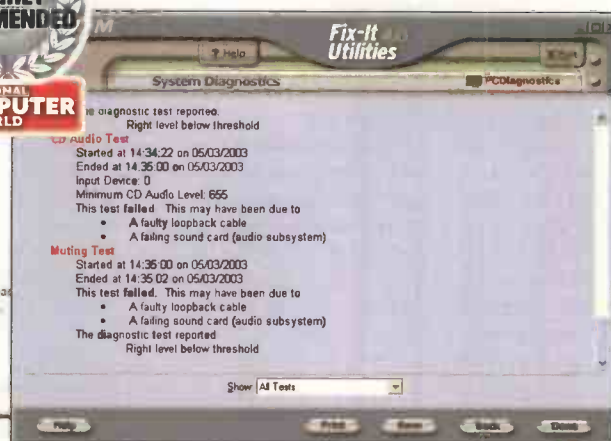 MENDED
NAL
PUTER
RLD
M
Fix-It
Utilities
? Help
System Diagnostics
PCDiagnostics
The diagnostic test reported.
Right level below threshold
CD Audio Test
Started at 14:34:22 on 05/03/2003
Ended at 14:35:00 on 05/03/2003
Input Device: 0
Minimum CD Audio Level: 655
This test failed. This may have been due to
• A faulty loopback cable
• A failing sound card (audio subsystem)
Muting Test
Started at 14:35:00 on 05/03/2003
Ended at 14:35:02 on 05/03/2003
This test failed. This may have been due to
• A faulty loopback cable
• A failing sound card (audio subsystem)
The diagnostic test reported
Right level below threshold
Show All Tests
Help Print Save Back Done